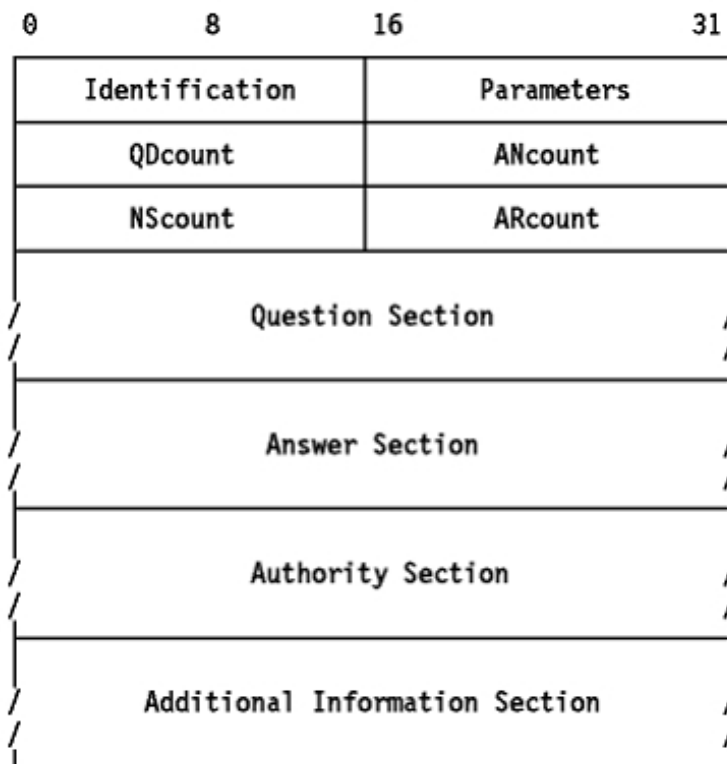 0 8 16 31
Identification Parameters
QDcount ANcount
NScount ARcount
Question Section
Answer Section
Authority Section
Additional Information Section